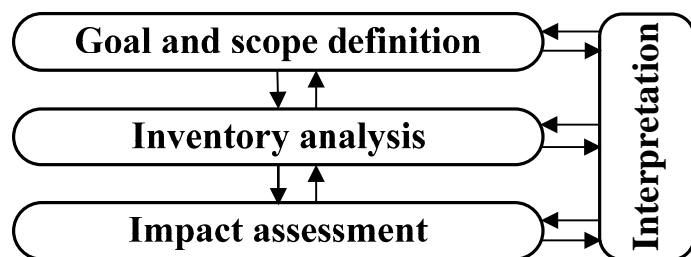 Goal and scope definition
Inventory analysis
Impact assessment
Interpretation